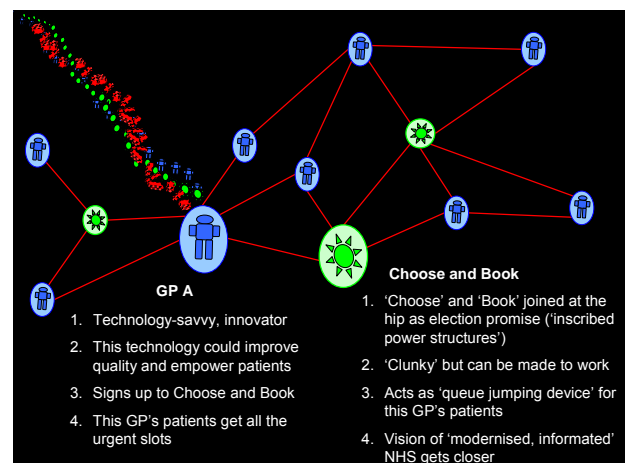 GP A
1. Technology-savvy, innovator
2. This technology could improve
quality and empower patients
3. Signs up to Choose and Book
4. This GP's patients get all the
urgent slots
Choose and Book
1. ‘Choose’ and ‘Book’ joined at the
hip as election promise (‘inscribed
power structures’)
2. ‘Clunky’ but can be made to work
3. Acts as ‘queue jumping device’ for
this GP’s patients
4. Vision of ‘modernised, informated’
NHS gets closer